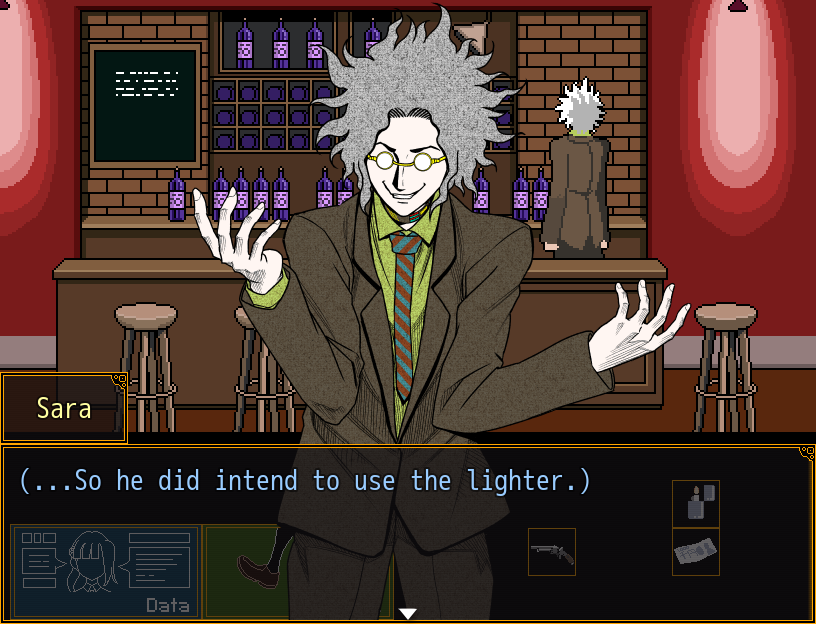 Sara
(...So he did intend to use the lighter.)
Data